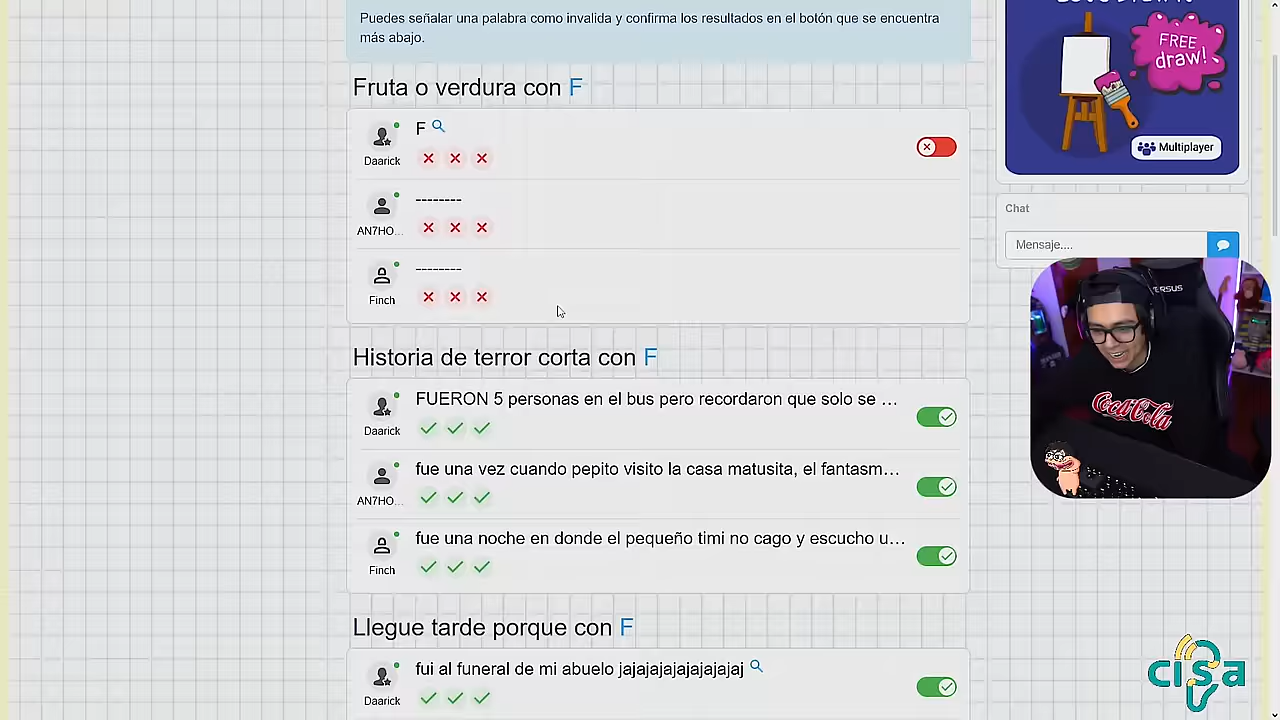 Puedes señalar una palabra como invalida y confirma los resultados en el botón que se encuentra
más abajo.
Fruta o verdura con F
F
Daarick
--------
AN7HO...
--------
Finch
Historia de terror corta con F
FUERON 5 personas en el bus pero recordaron que solo se ...
Daarick
fue una vez cuando pepito visito la casa matusita, el fantasm...
AN7HO...
fue una noche en donde el pequeño timi no cago y escucho u...
Finch
Llegue tarde porque con F
fui al funeral de mi abuelo jajajajajajajajaj
Daarick
FREE
draw!
Multiplayer
Chat
Mensaje....
Coca-Cola
cisa